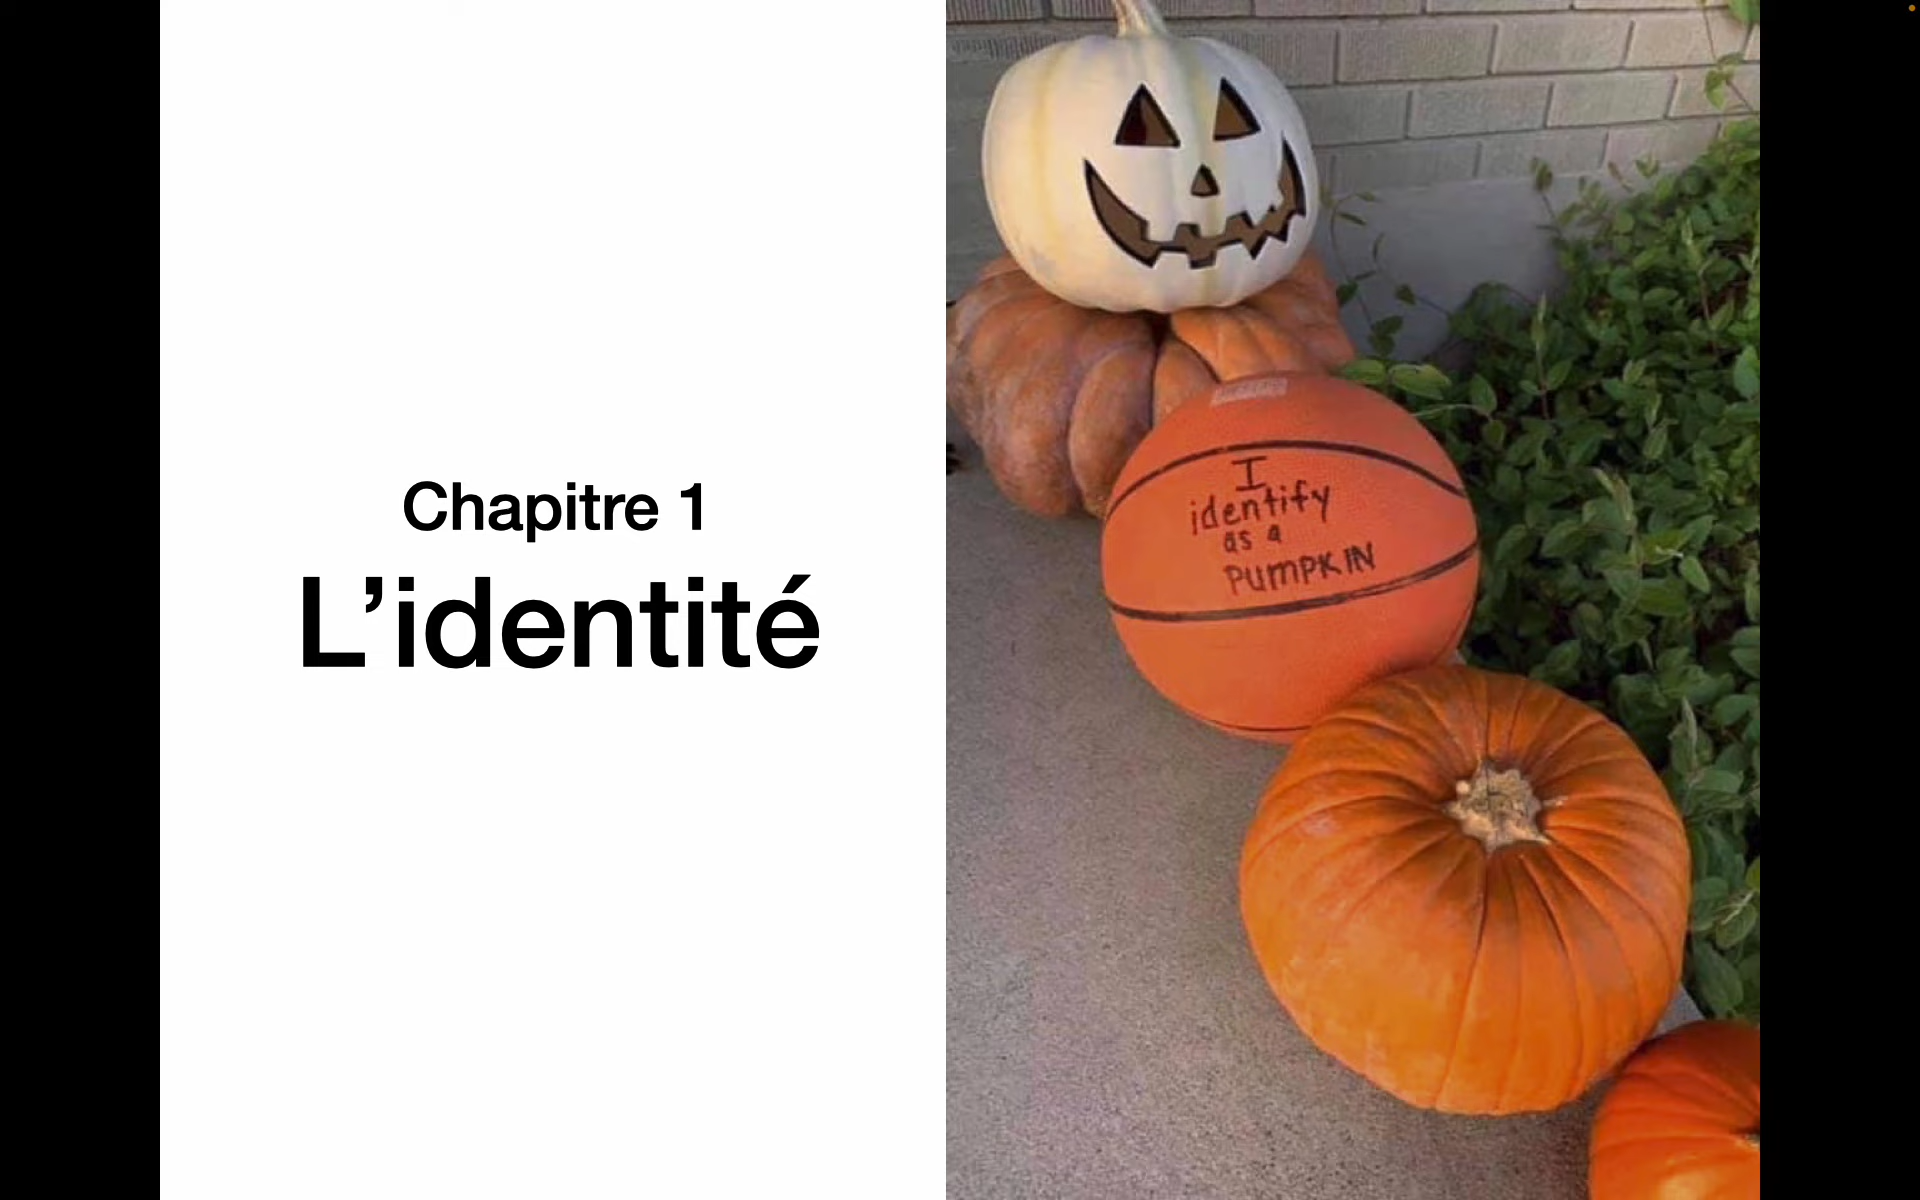 Chapitre 1
L’identité
I
identify
as a
PUMPKIN